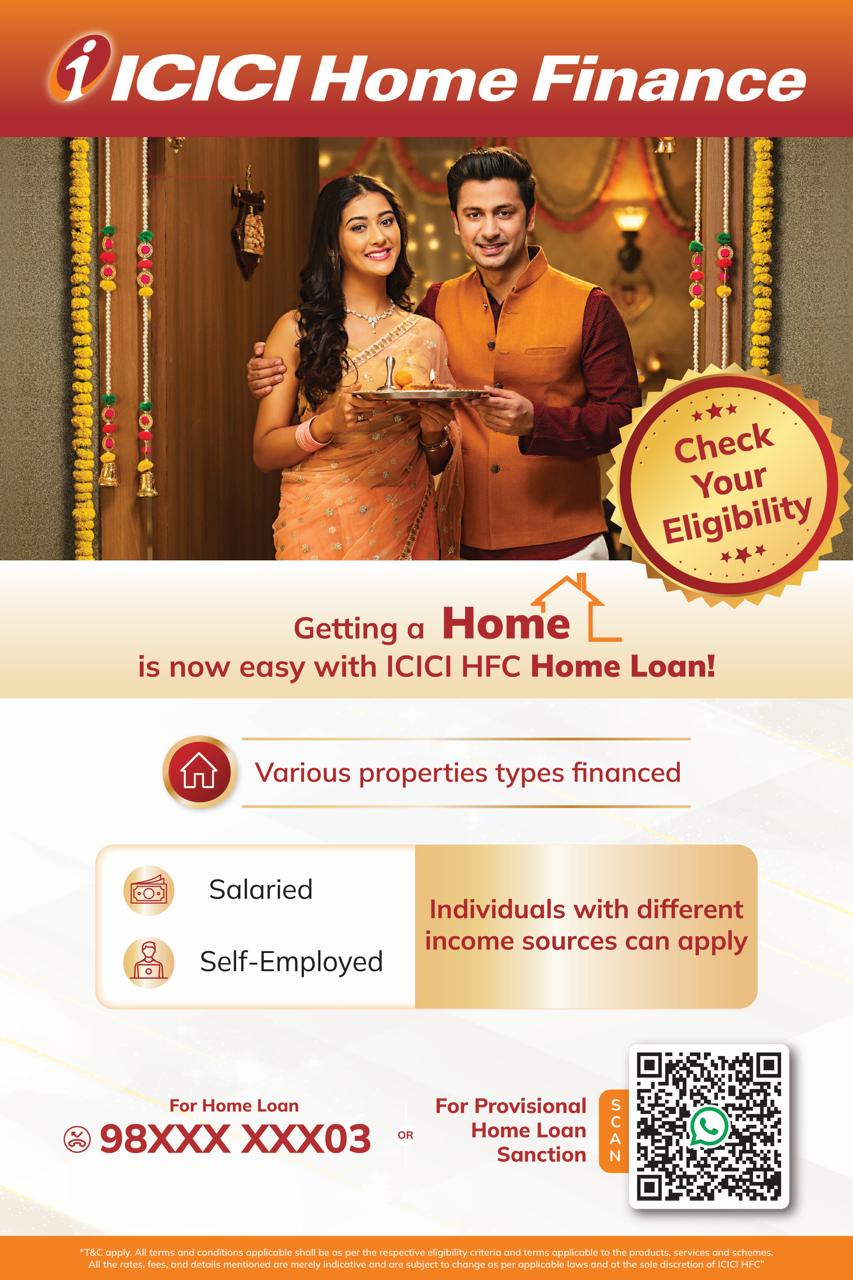 i ICICI Home Finance
Check
Your
Eligibility
Getting a Home
is now easy with ICICI HFC Home Loan!
Various properties types financed
Salaried
Self-Employed
Individuals with different
income sources can apply
For Home Loan
98XXX XXX03
OR
For Provisional
Home Loan
Sanction
SCAN
*T&C apply. All terms and conditions applicable shall be as per the respective eligibility criteria and terms applicable to the products, services and schemes.
All the rates, fees, and details mentioned are merely indicative and are subject to change as per applicable laws and at the sole discretion of ICICI HFC"